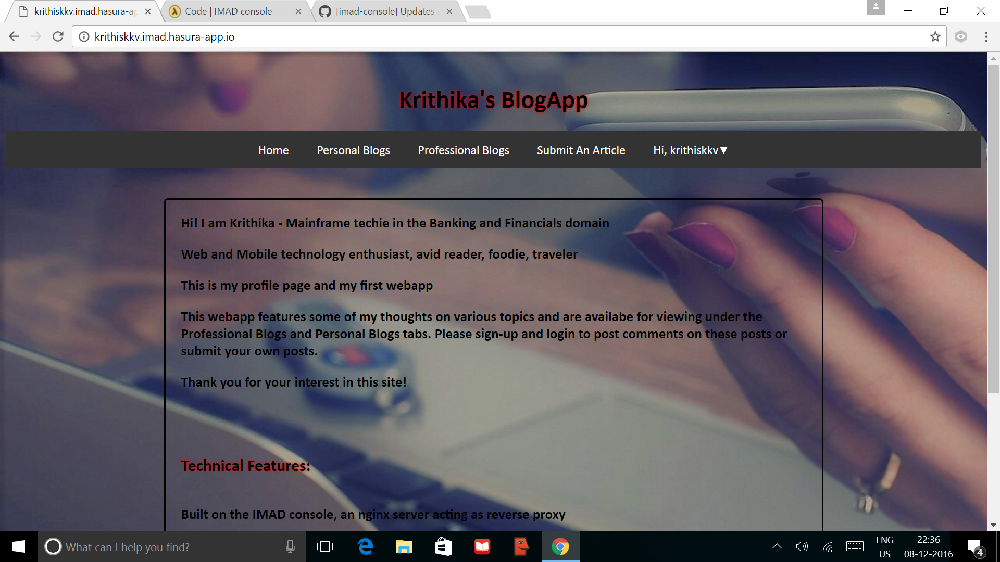 krithiskkv.imad.hasura-ap
Code | IMAD console
[imad-console] Updates
krithiskkv.imad.hasura-app.io
Krithika's BlogApp
Home Personal Blogs Professional Blogs Submit An Article Hi, krithiskkv▼
Hi! I am Krithika - Mainframe techie in the Banking and Financials domain
Web and Mobile technology enthusiast, avid reader, foodie, traveler
This is my profile page and my first webapp
This webapp features some of my thoughts on various topics and are availabe for viewing under the
Professional Blogs and Personal Blogs tabs. Please sign-up and login to post comments on these posts or
submit your own posts.
Thank you for your interest in this site!
Technical Features:
Built on the IMAD console, an nginx server acting as reverse proxy
What can I help you find?
ENG
US
22:36
08-12-2016
4